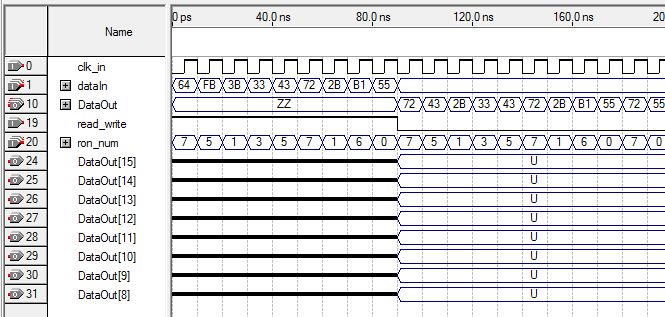 Name
0 ps 40.0 ns 80.0 ns 120.0 ns 160.0 ns 20
0 clk_in
1 dataIn 64 FB 3B 33 43 72 2B B1 55
10 DataOut ZZ 72 43 2B 33 43 72 2B B1 55 72 55
19 read_write
20 ron_num 7 5 1 3 5 7 1 6 0 7 5 1 3 5 7 1 6 0 7 0
24 DataOut[15] U
25 DataOut[14] U
26 DataOut[13] U
27 DataOut[12] U
28 DataOut[11] U
29 DataOut[10] U
30 DataOut[9] U
31 DataOut[8] U